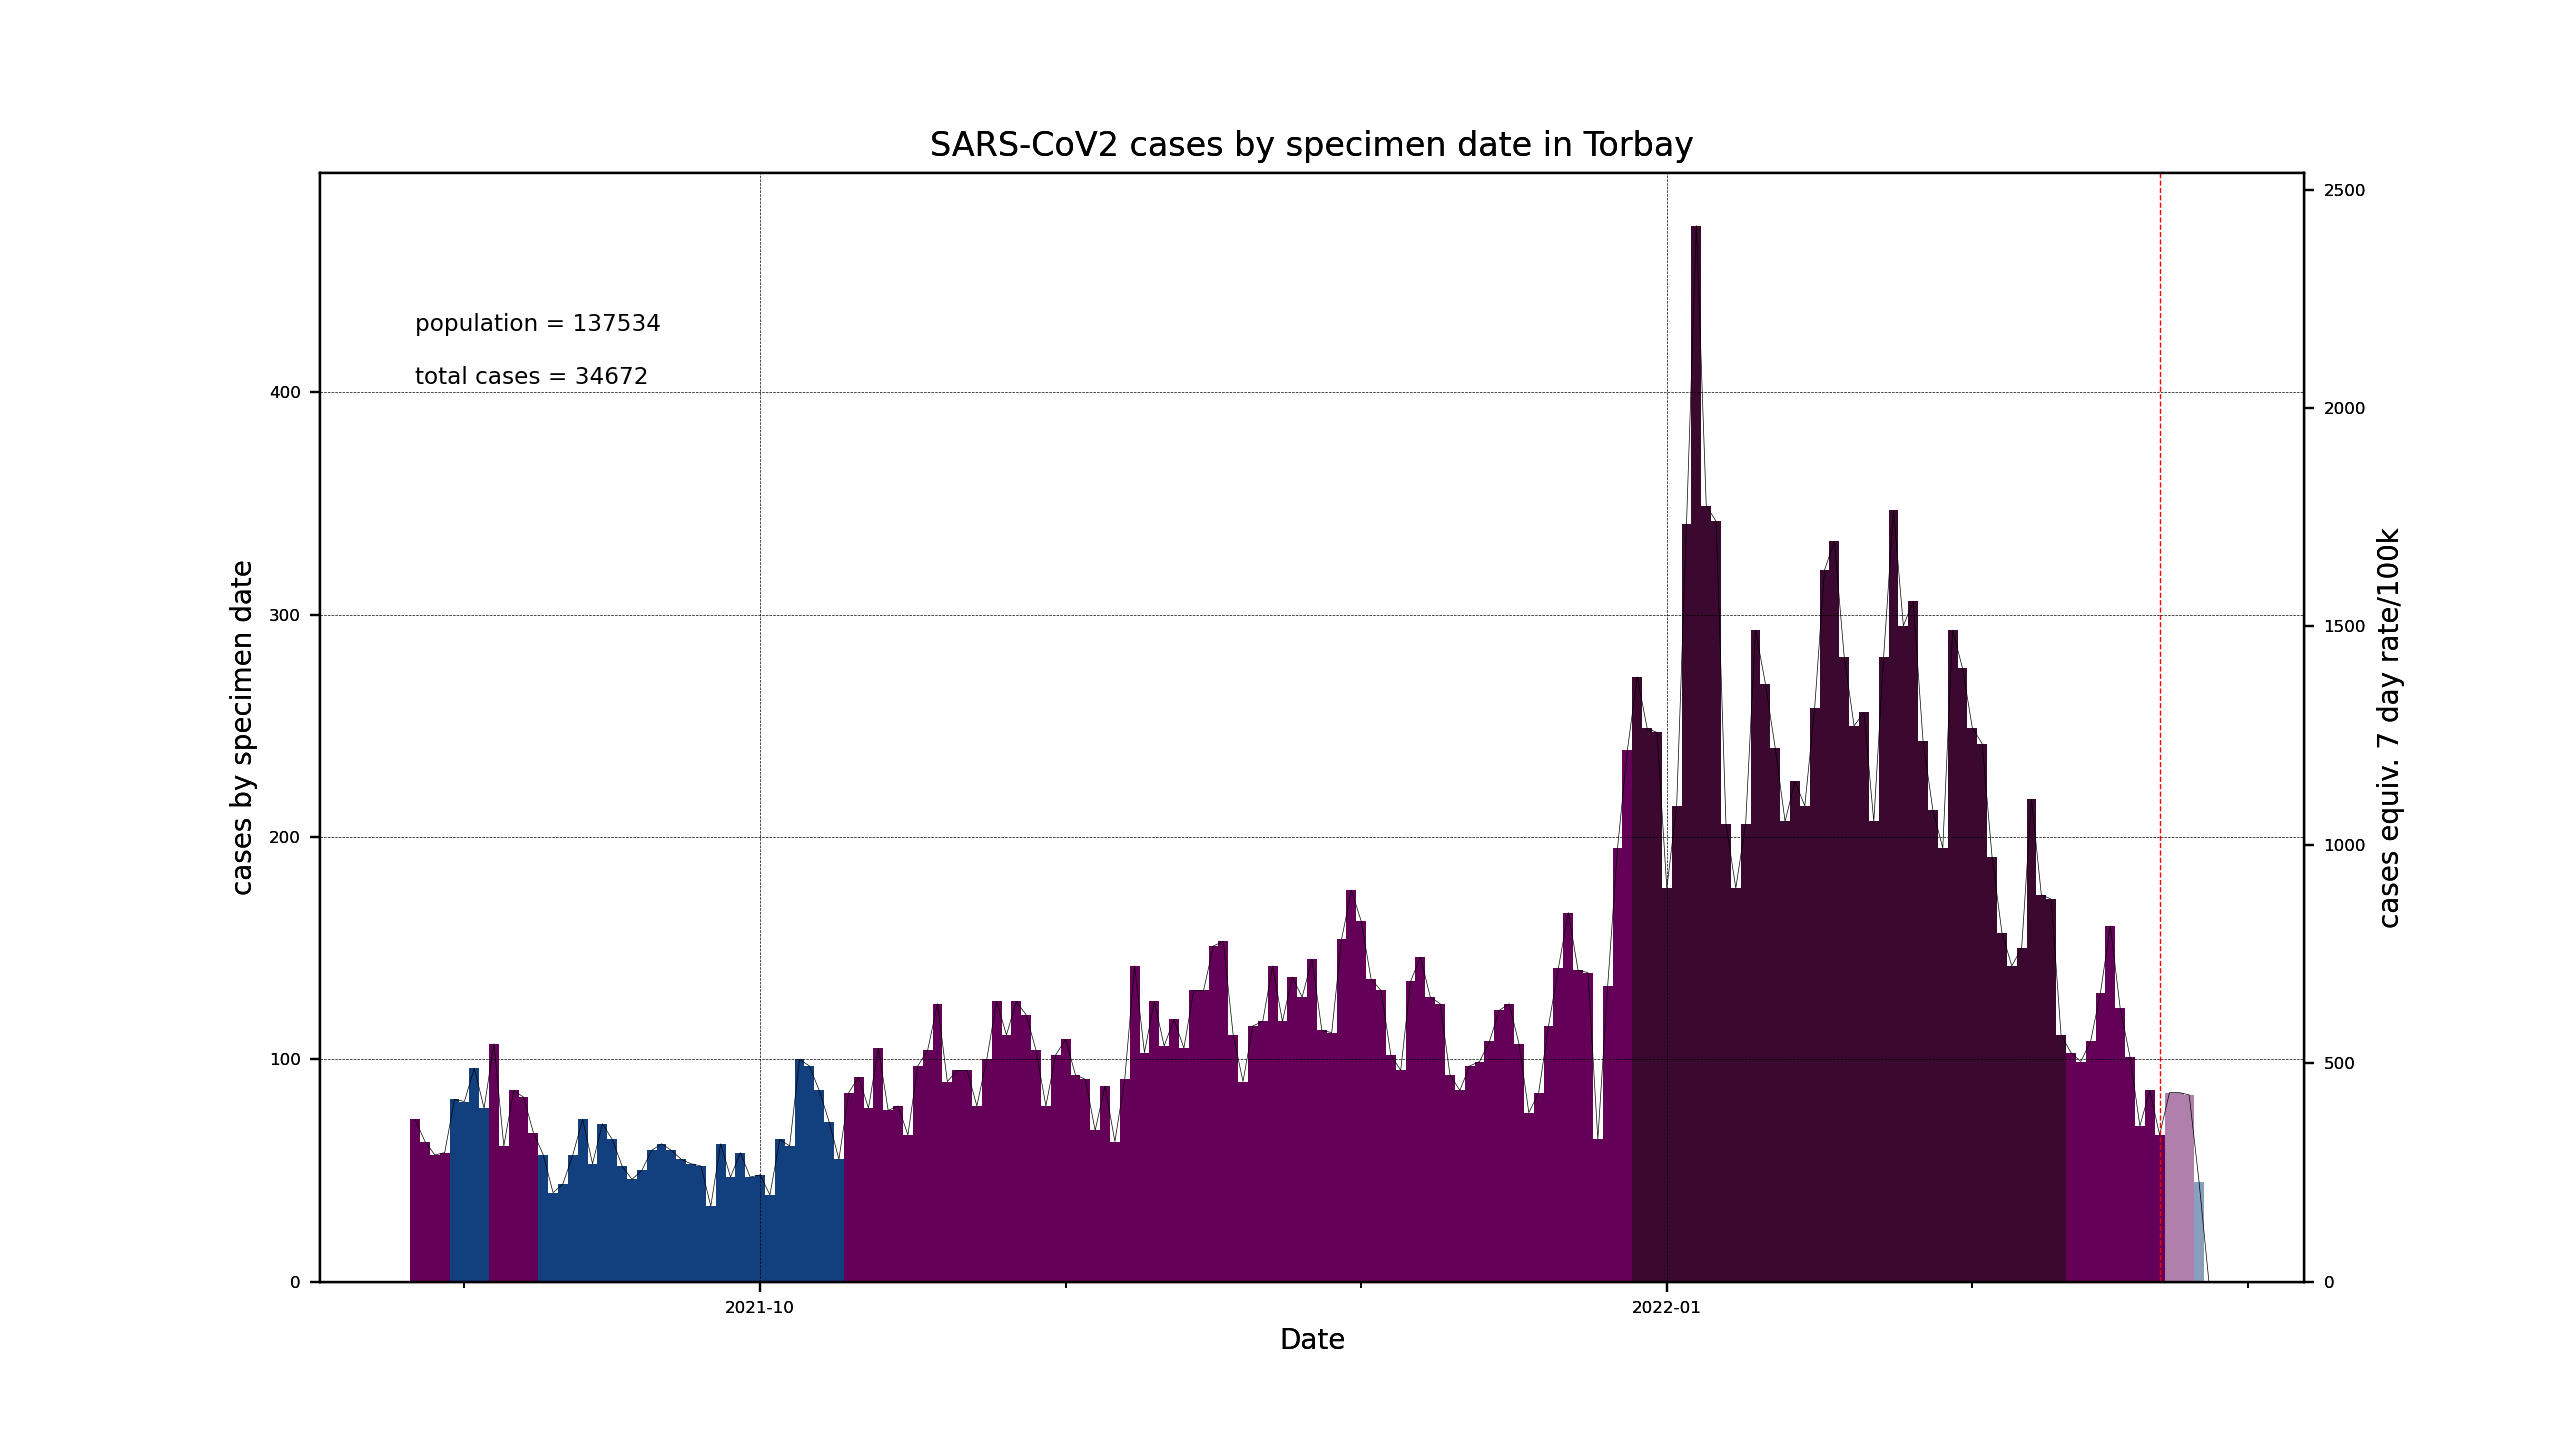 SARS-CoV2 cases by specimen date in Torbay
population = 137534
total cases = 34672
cases by specimen date
400
300
200
100
0
2500
2000
1500
1000
500
0
cases equiv. 7 day rate/100k
2021-10
2022-01
Date